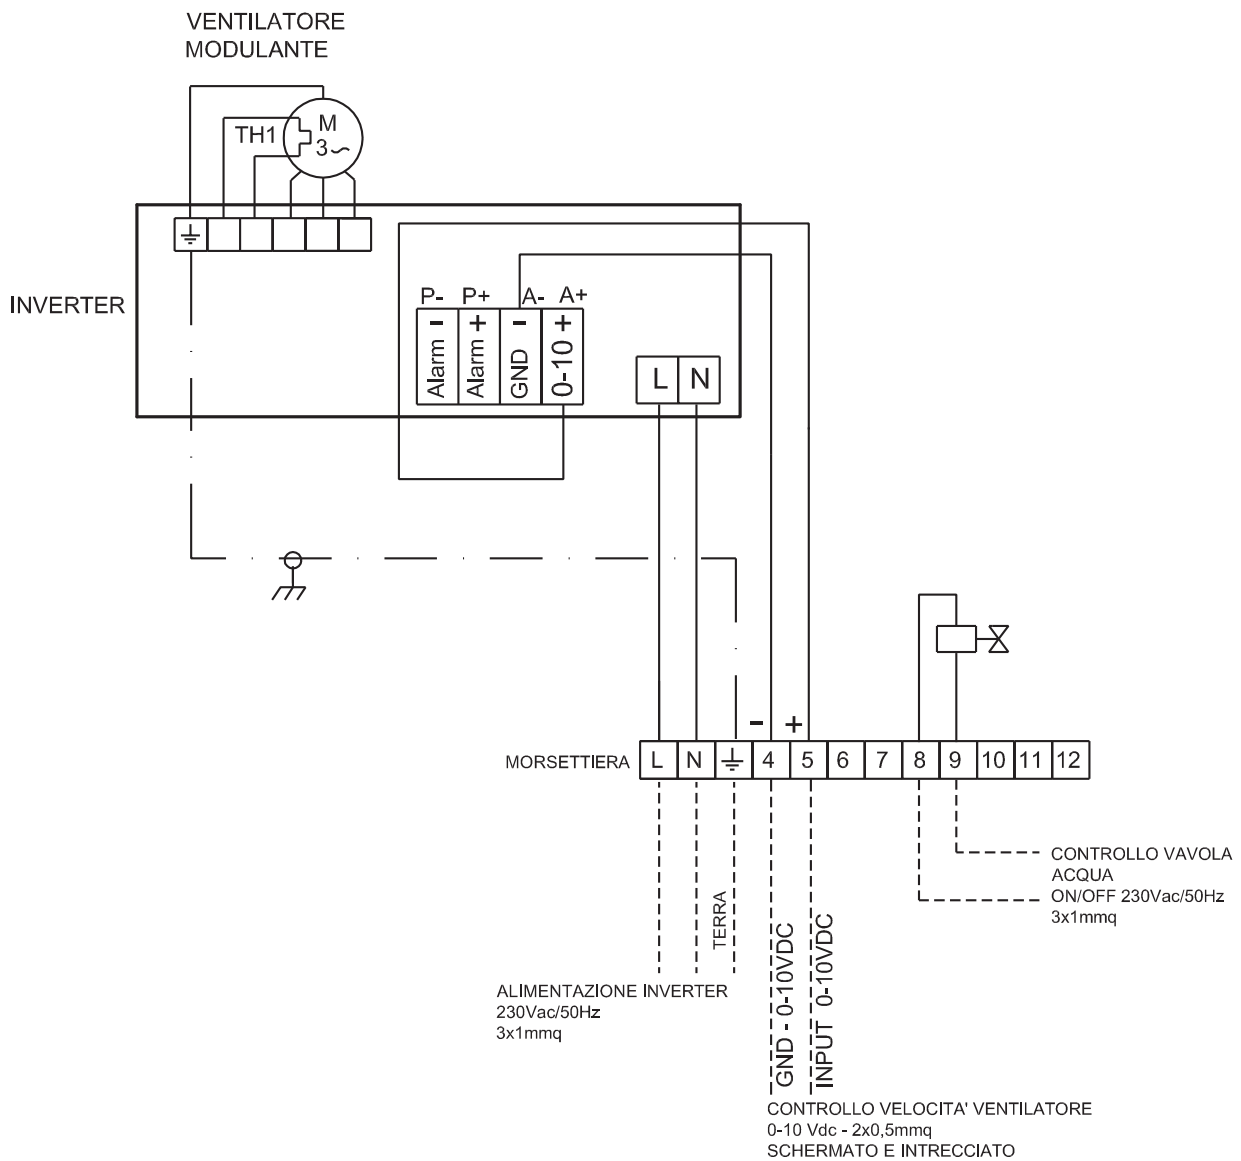 VENTILATORE
MODULANTE
TH1
M
3~
INVERTER
P- P+ A- A+
Alarm -
Alarm +
GND -
0-10 +
L N
- +
MORSETTIERA L N 4 5 6 7 8 9 10 11 12
CONTROLLO VAVOLA
ACQUA
ON/OFF 230Vac/50Hz
3x1mmq
TERRA
GND - 0-10VDC
INPUT 0-10VDC
ALIMENTAZIONE INVERTER
230Vac/50Hz
3x1mmq
CONTROLLO VELOCITA' VENTILATORE
0-10 Vdc - 2x0,5mmq
SCHERMATO E INTRECCIATO